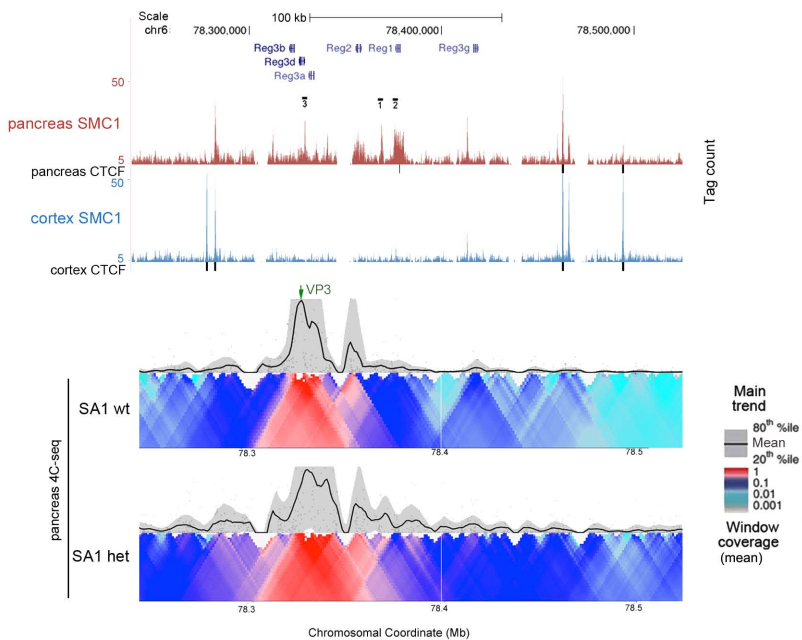 Scale
100 kb
chr6:
78,300,000
78,400,000
78,500,000
Reg3b
Reg2
Reg1
Reg3g
Reg3d
Reg3a
50
3
1
2
pancreas SMC1
5
pancreas CTCF
50
cortex SMC1
5
cortex CTCF
Tag count
VP3
SA1 wt
78.3
78.4
78.5
pancreas 4C-seq
SA1 het
78.3
78.4
78.5
Chromosomal Coordinate (Mb)
Main
trend
80th %ile
Mean
20th %ile
1
0.1
0.01
0.001
Window
coverage
(mean)